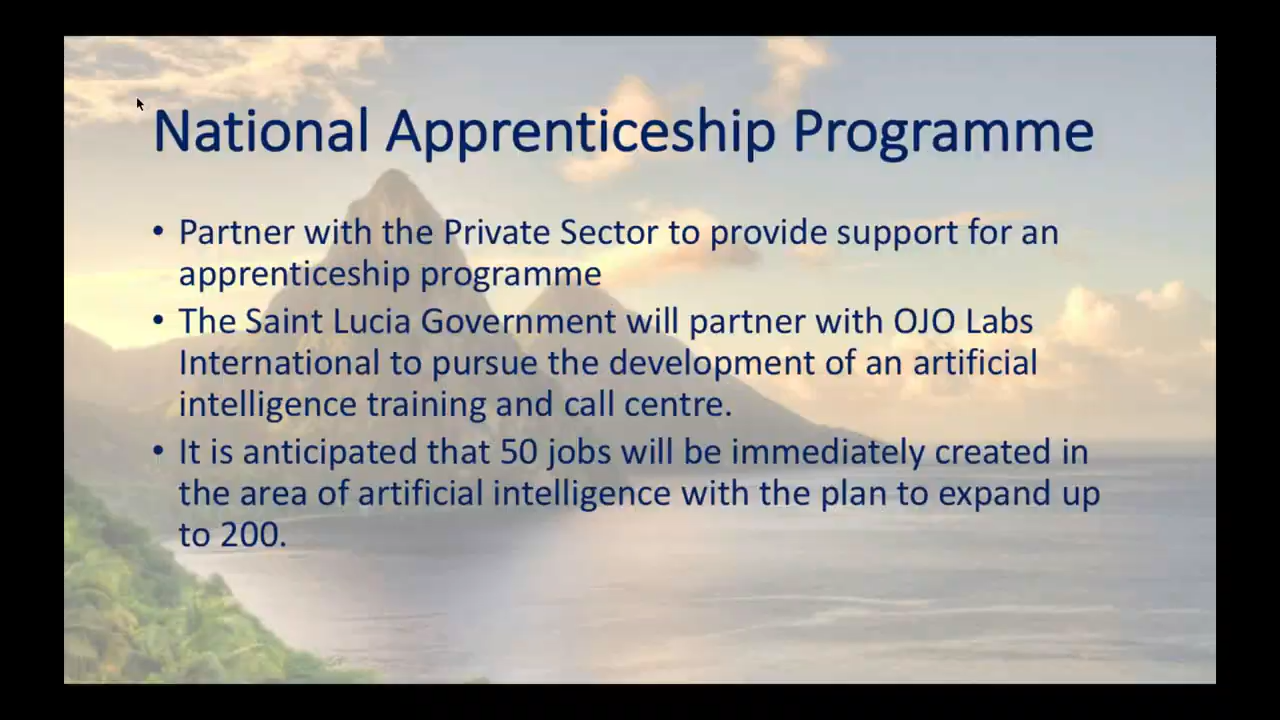 National Apprenticeship Programme
• Partner with the Private Sector to provide support for an
apprenticeship programme
• The Saint Lucia Government will partner with OJO Labs
International to pursue the development of an artificial
intelligence training and call centre.
• It is anticipated that 50 jobs will be immediately created in
the area of artificial intelligence with the plan to expand up
to 200.